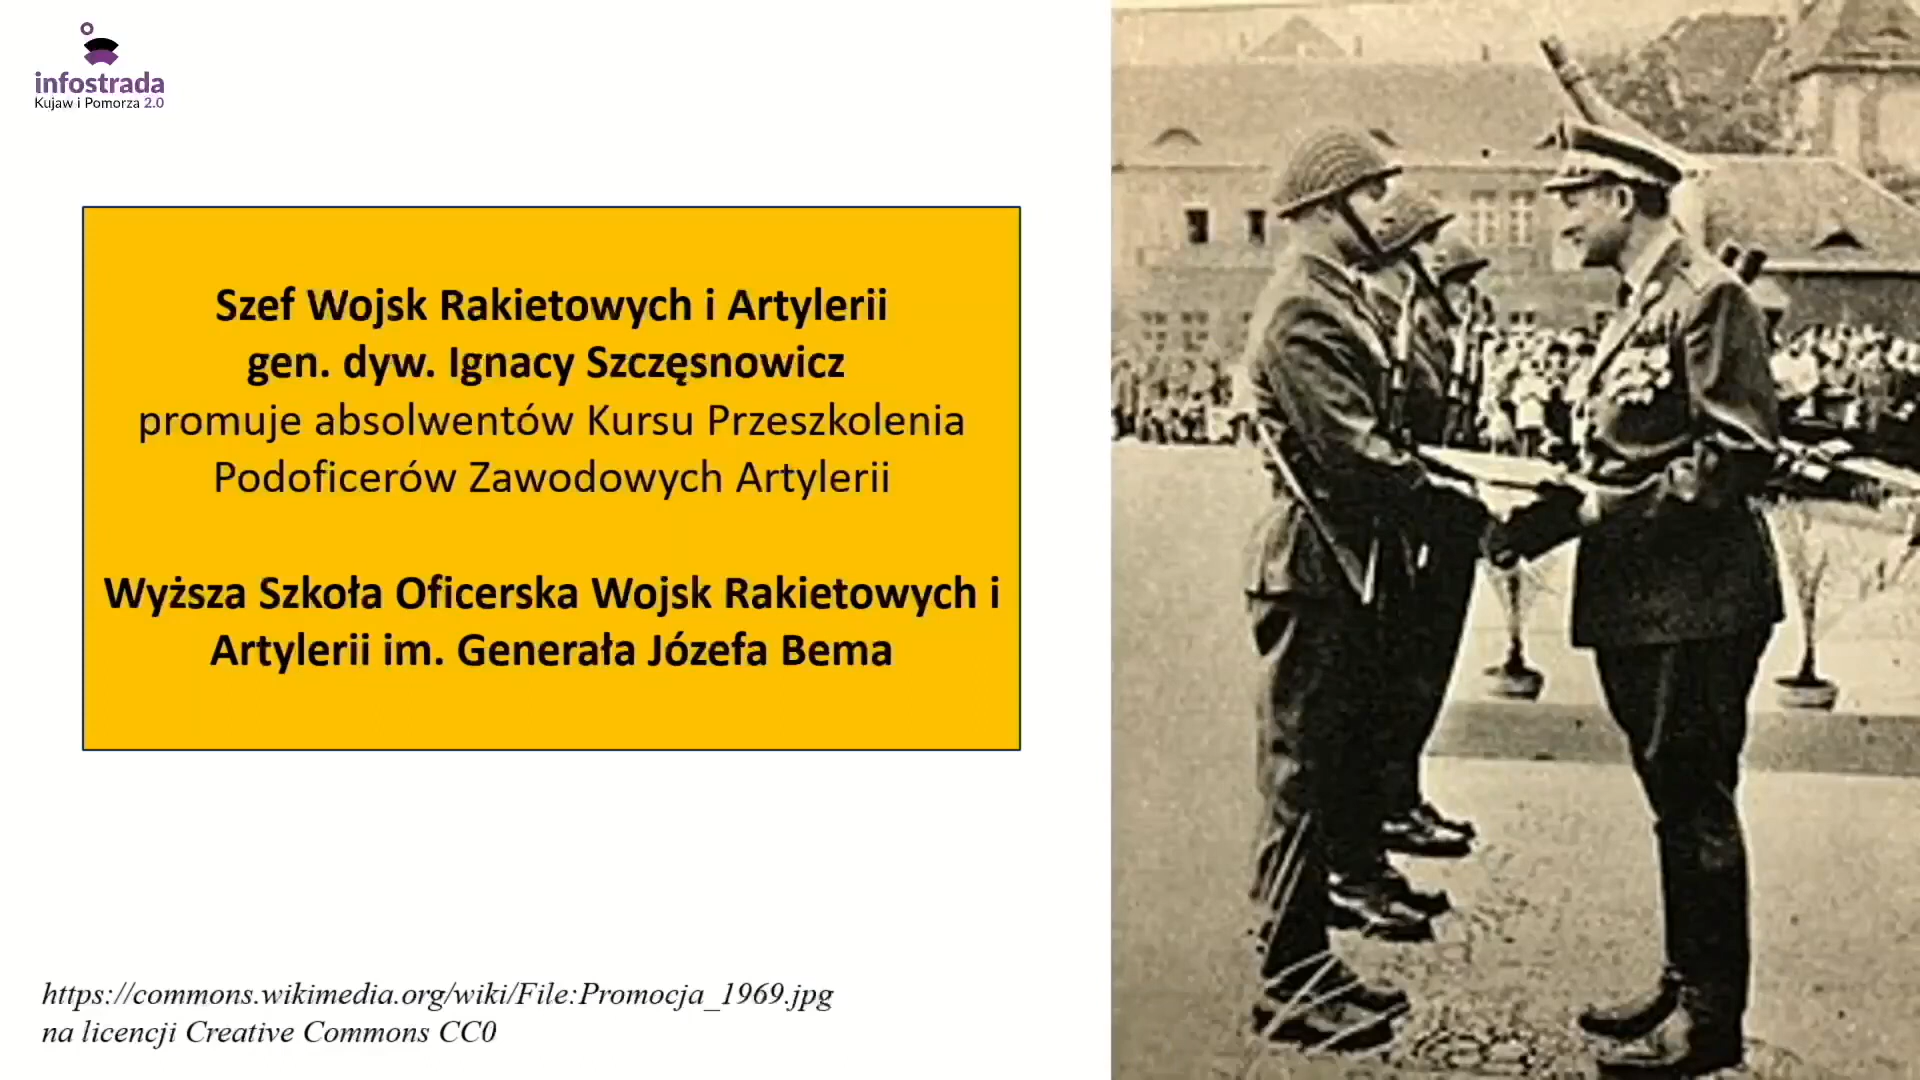 infostrada
Kujaw i Pomorza 2.0
Szef Wojsk Rakietowych i Artylerii
gen. dyw. Ignacy Szczęsnowicz
promuje absolwentów Kursu Przeszkolenia
Podoficerów Zawodowych Artylerii
Wyższa Szkoła Oficerska Wojsk Rakietowych i
Artylerii im. Generała Józefa Bema
https://commons.wikimedia.org/wiki/File:Promocja_1969.jpg
na licencji Creative Commons CC0